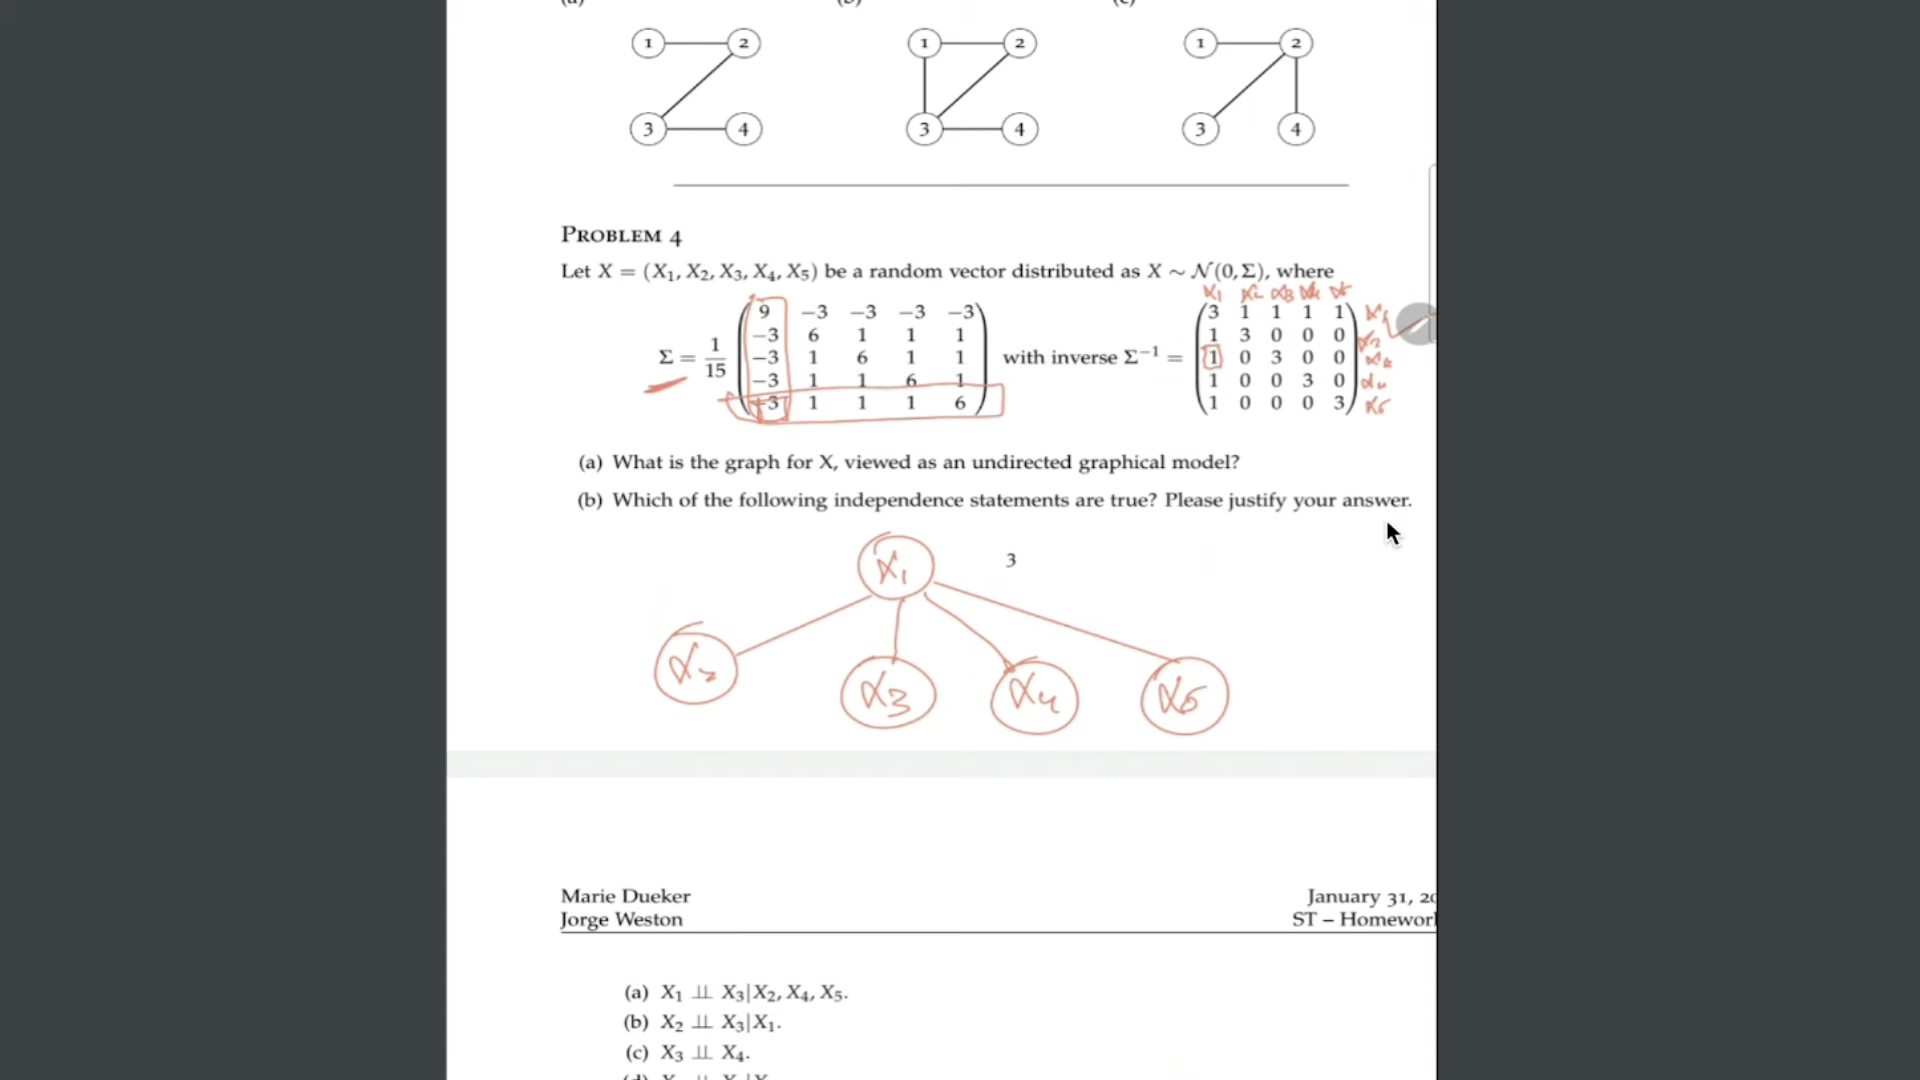 1 2 1 2 1 2
3 4 3 4 3 4
PROBLEM 4
Let X = (X₁, X₂, X₃, X₄, X₅) be a random vector distributed as X ∼ N(0, Σ), where
X₁
9 −3 −3 −3 −3 3 1 1 1 1
−3 6 1 1 1 1 3 0 0 0
Σ = 1/15 −3 1 6 1 1 with inverse Σ⁻¹ = 1 0 3 0 0
−3 1 1 6 1 1 0 0 3 0
3 1 1 1 6 1 0 0 0 3
(a) What is the graph for X, viewed as an undirected graphical model?
(b) Which of the following independence statements are true? Please justify your answer.
3
X₁
X₂ X₃ X₄ X₅
Marie Dueker January 31, 20
Jorge Weston ST – Homewor
(a) X₁ ⊥⊥ X₃|X₂, X₄, X₅.
(b) X₂ ⊥⊥ X₃|X₁.
(c) X₃ ⊥⊥ X₄.